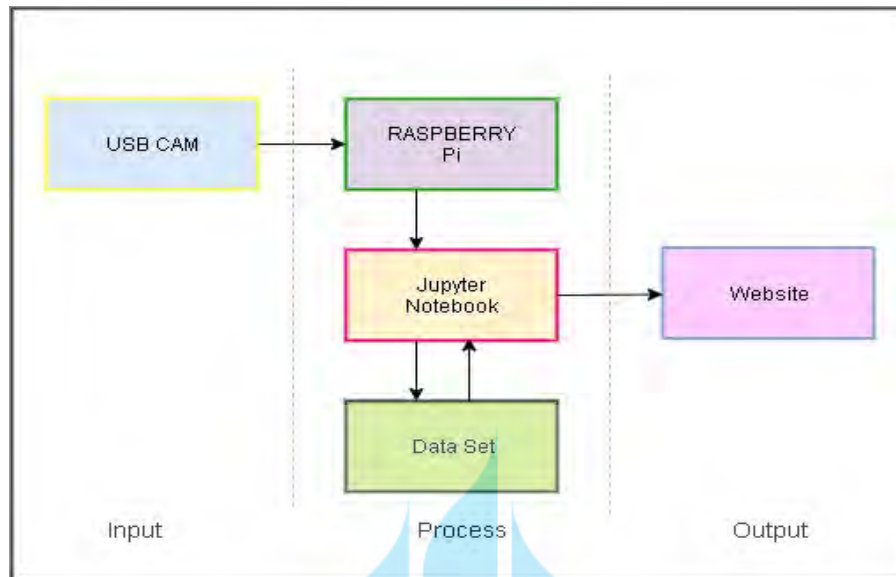 USB CAM
RASPBERRY
Pi
Jupyter
Notebook
Website
Data Set
Input
Process
Output